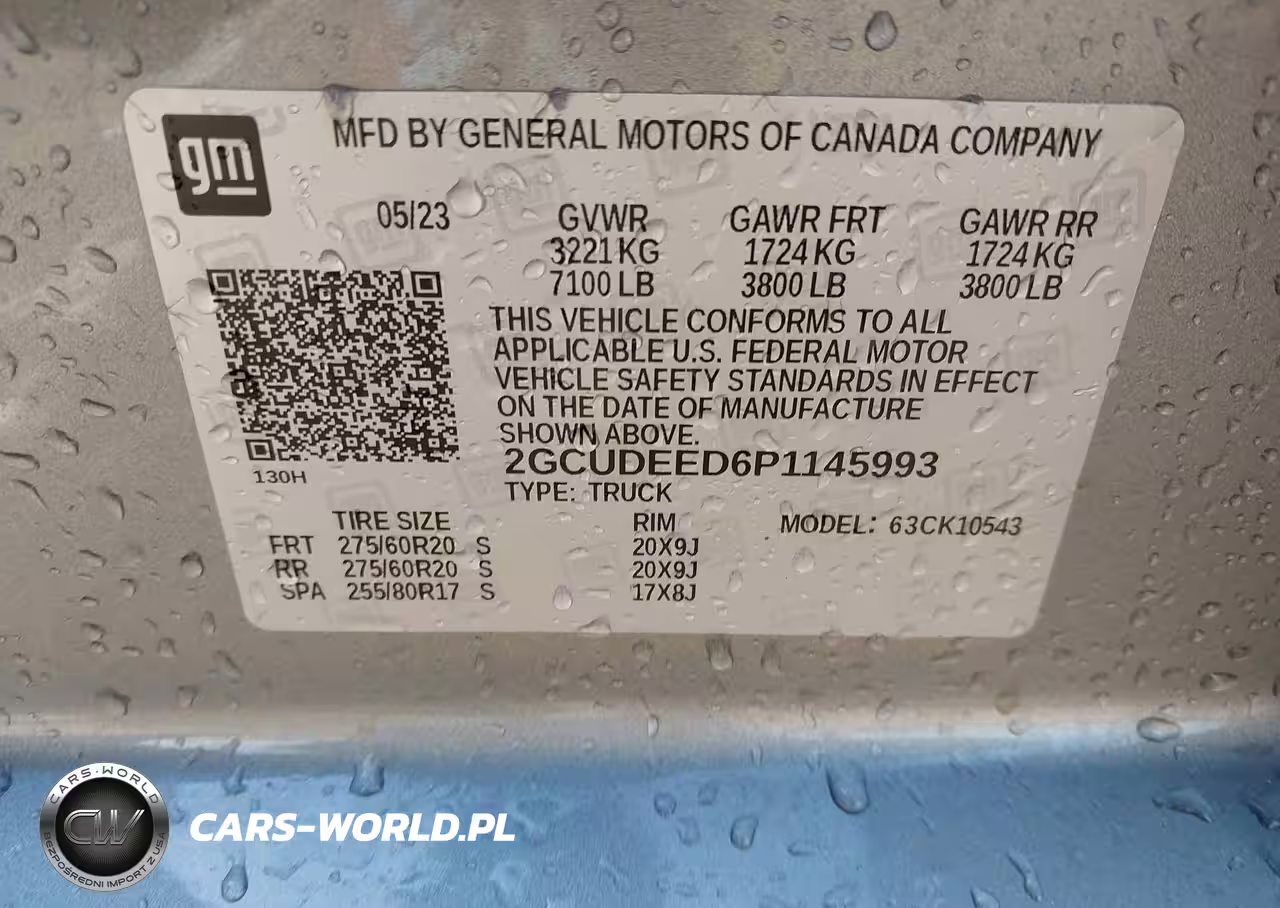 gm
MFD BY GENERAL MOTORS OF CANADA COMPANY
05/23 GVWR GAWR FRT GAWR RR
3221 KG 1724 KG 1724 KG
7100 LB 3800 LB 3800 LB
THIS VEHICLE CONFORMS TO ALL
APPLICABLE U.S. FEDERAL MOTOR
VEHICLE SAFETY STANDARDS IN EFFECT
ON THE DATE OF MANUFACTURE
SHOWN ABOVE.
2GCUDEED6P1145993
130H
TYPE: TRUCK
TIRE SIZE RIM MODEL: 63CK10543
FRT 275/60R20 S 20X9J
RR 275/60R20 S 20X9J
SPA 255/80R17 S 17X8J
CARS-WORLD
CW
BEZPOŚREDNI IMPORT Z USA
CARS-WORLD.PL